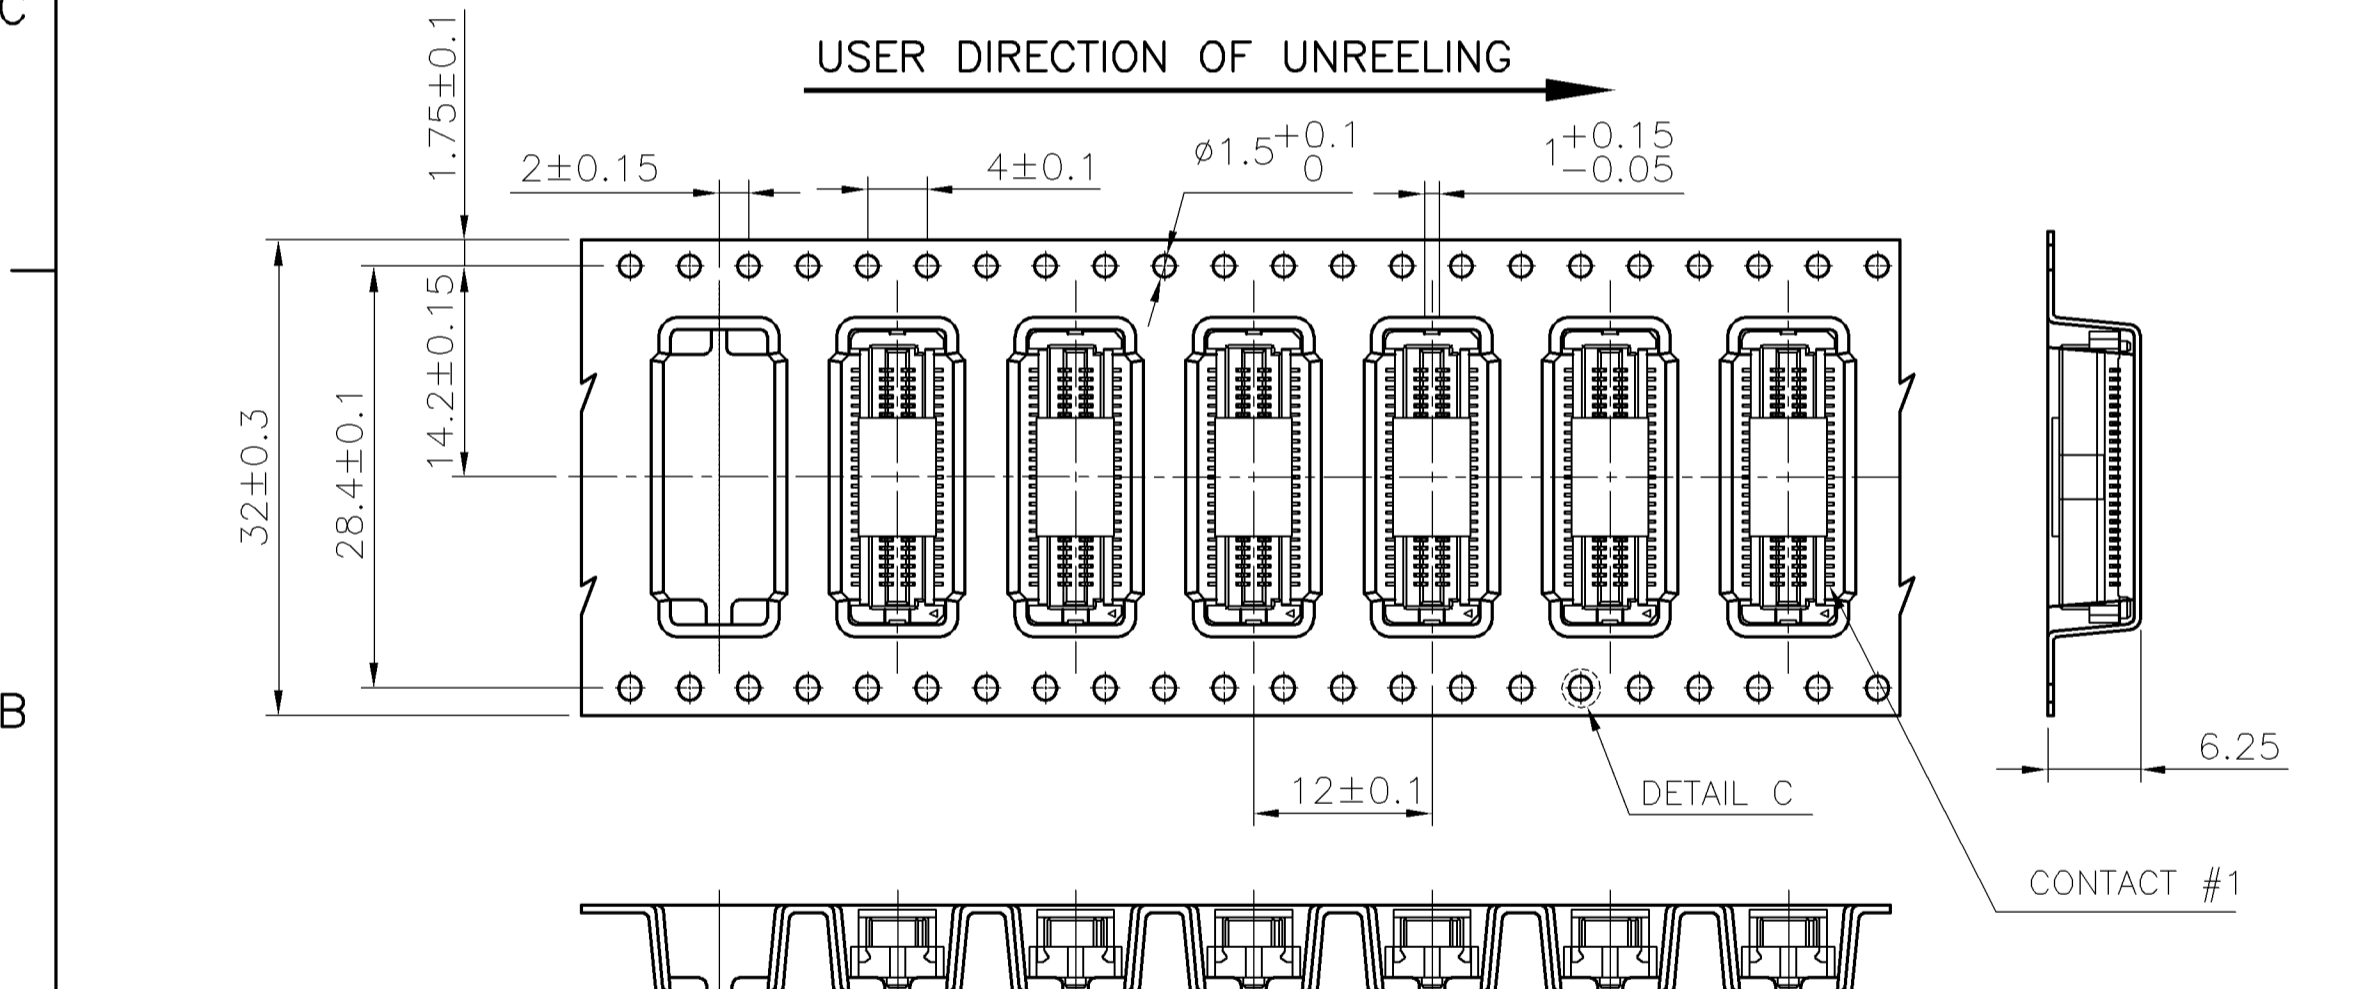 C
USER DIRECTION OF UNREELING
1.75±0.1
2±0.15
4±0.1
⌀1.5+0.1 0
1+0.15 -0.05
14.2±0.15
28.4±0.1
32±0.3
B
12±0.1
DETAIL C
6.25
CONTACT #1